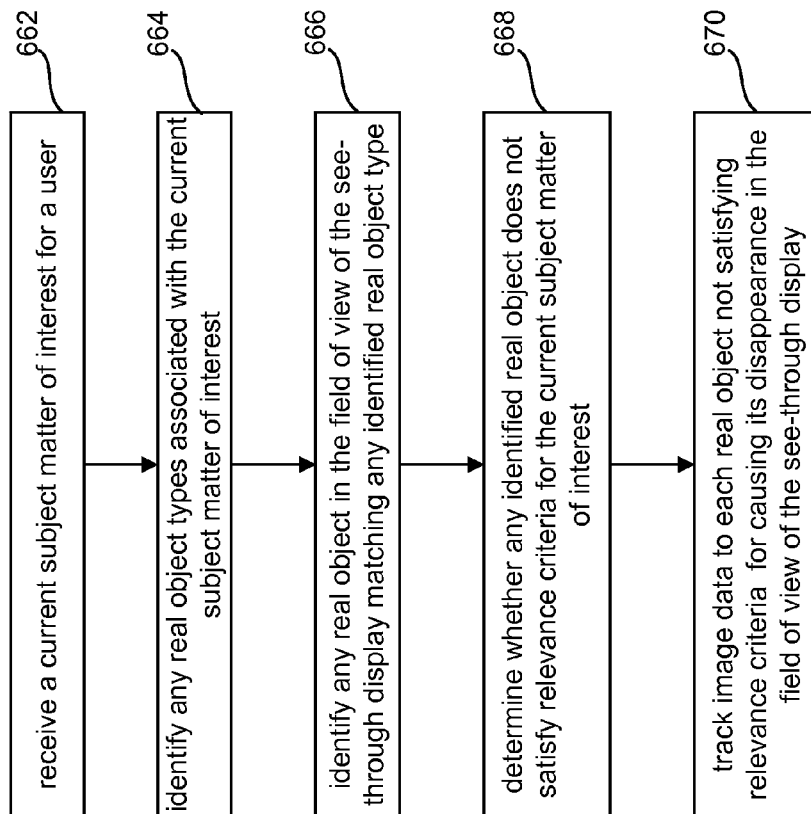 662
receive a current subject matter of interest for a user
664
identify any real object types associated with the current
subject matter of interest
666
identify any real object in the field of view of the see-
through display matching any identified real object type
668
determine whether any identified real object does not
satisfy relevance criteria for the current subject matter
of interest
670
track image data to each real object not satisfying
relevance criteria for causing its disappearance in the
field of view of the see-through display